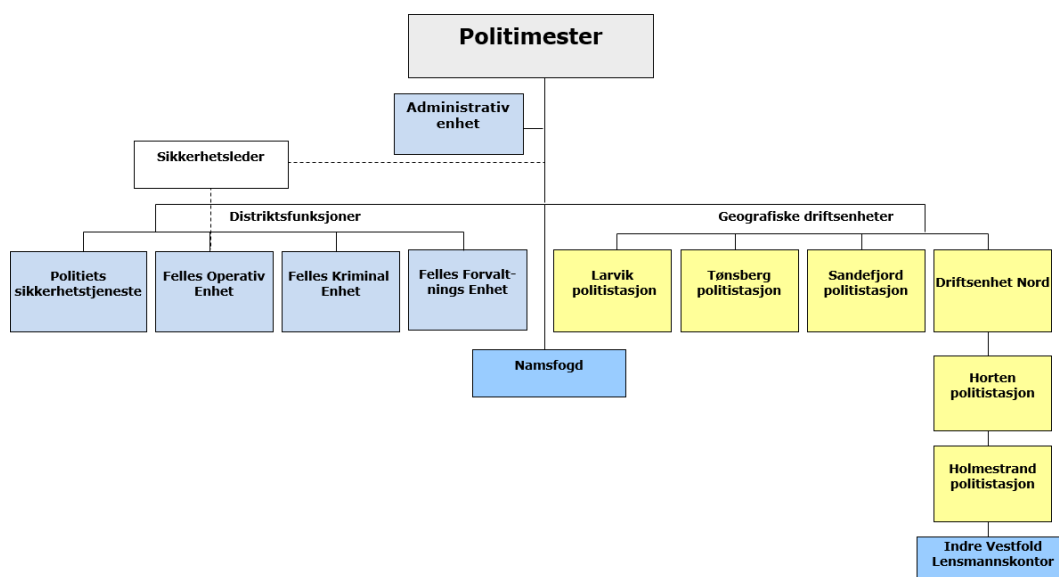 Politimester
Administrativ
enhet
Sikkerhetsleder
Distriktsfunksjoner
Geografiske driftsenheter
Politiets
sikkerhetstjeneste
Felles Operativ
Enhet
Felles Kriminal
Enhet
Felles Forvalt-
nings Enhet
Larvik
politistasjon
Tønsberg
politistasjon
Sandefjord
politistasjon
Driftsenhet Nord
Namsfogd
Horten
politistasjon
Holmestrand
politistasjon
Indre Vestfold
Lensmannskontor